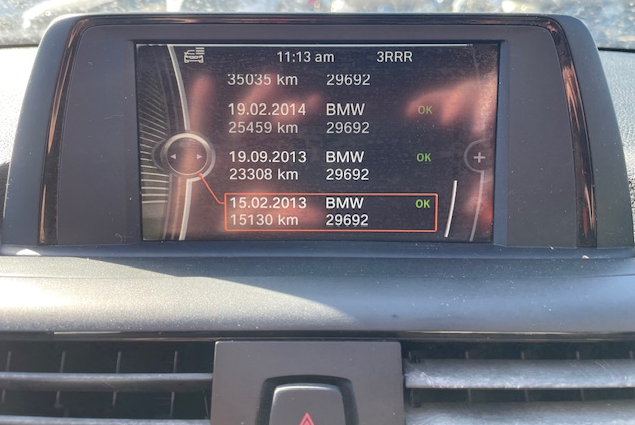 11:13 am 3RRR
35035 km 29692
19.02.2014 BMW OK
25459 km 29692
19.09.2013 BMW OK
23308 km 29692
15.02.2013 BMW OK
15130 km 29692